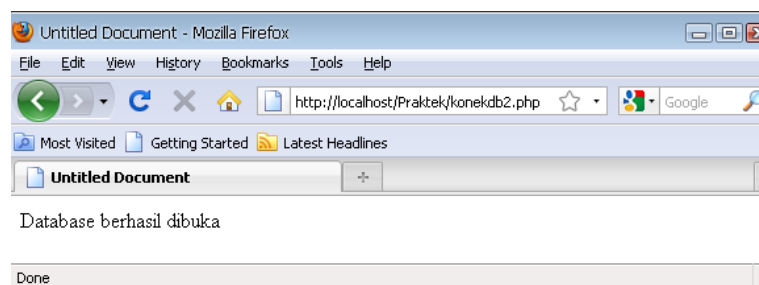 Untitled Document - Mozilla Firefox
File Edit View History Bookmarks Tools Help
http://localhost/Praktek/konekdb2.php Google
Most Visited Getting Started Latest Headlines
Untitled Document
Database berhasil dibuka
Done